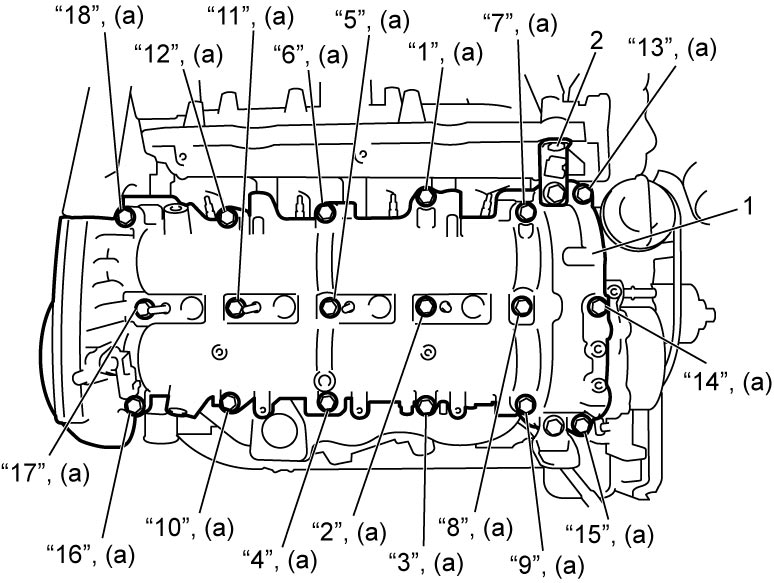 “18”, (a)
“11”, (a)
“5”, (a)
“7”, (a)
“12”, (a)
“6”, (a)
“1”, (a)
2
“13”, (a)
1
“14”, (a)
“17”, (a)
“10”, (a)
“2”, (a)
“8”, (a)
“15”, (a)
“16”, (a)
“4”, (a)
“3”, (a)
“9”, (a)